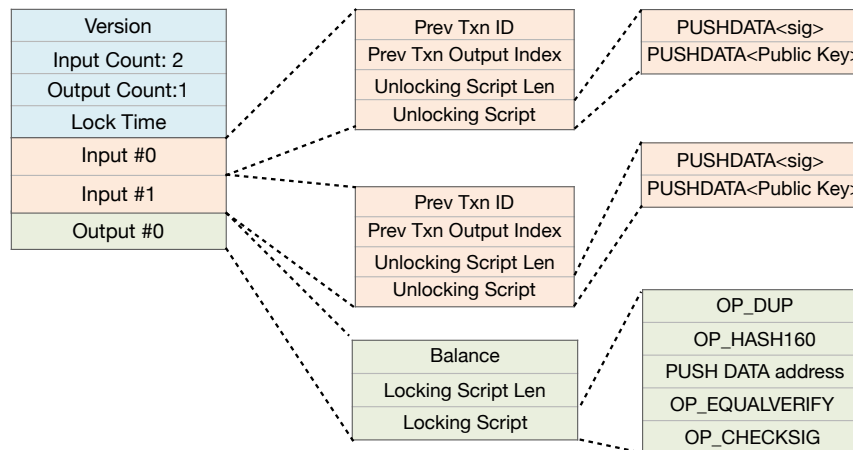 Version
Input Count: 2
Output Count:1
Lock Time
Input #0
Input #1
Output #0
Prev Txn ID
Prev Txn Output Index
Unlocking Script Len
Unlocking Script
PUSHDATA<sig>
PUSHDATA<Public Key>
Prev Txn ID
Prev Txn Output Index
Unlocking Script Len
Unlocking Script
PUSHDATA<sig>
PUSHDATA<Public Key>
Balance
Locking Script Len
Locking Script
OP_DUP
OP_HASH160
PUSH DATA address
OP_EQUALVERIFY
OP_CHECKSIG